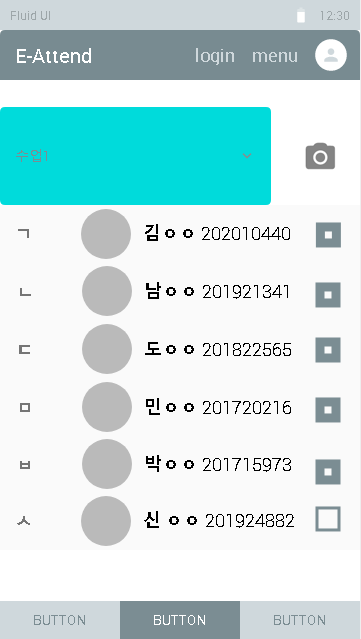 Fluid UI 12:30
E-Attend login menu
수업1
ㄱ 김ㅇㅇ 202010440
ㄴ 남ㅇㅇ 201921341
ㄷ 도ㅇㅇ 201822565
ㅁ 민ㅇㅇ 201720216
ㅂ 박ㅇㅇ 201715973
ㅅ 신 ㅇㅇ 201924882
BUTTON BUTTON BUTTON